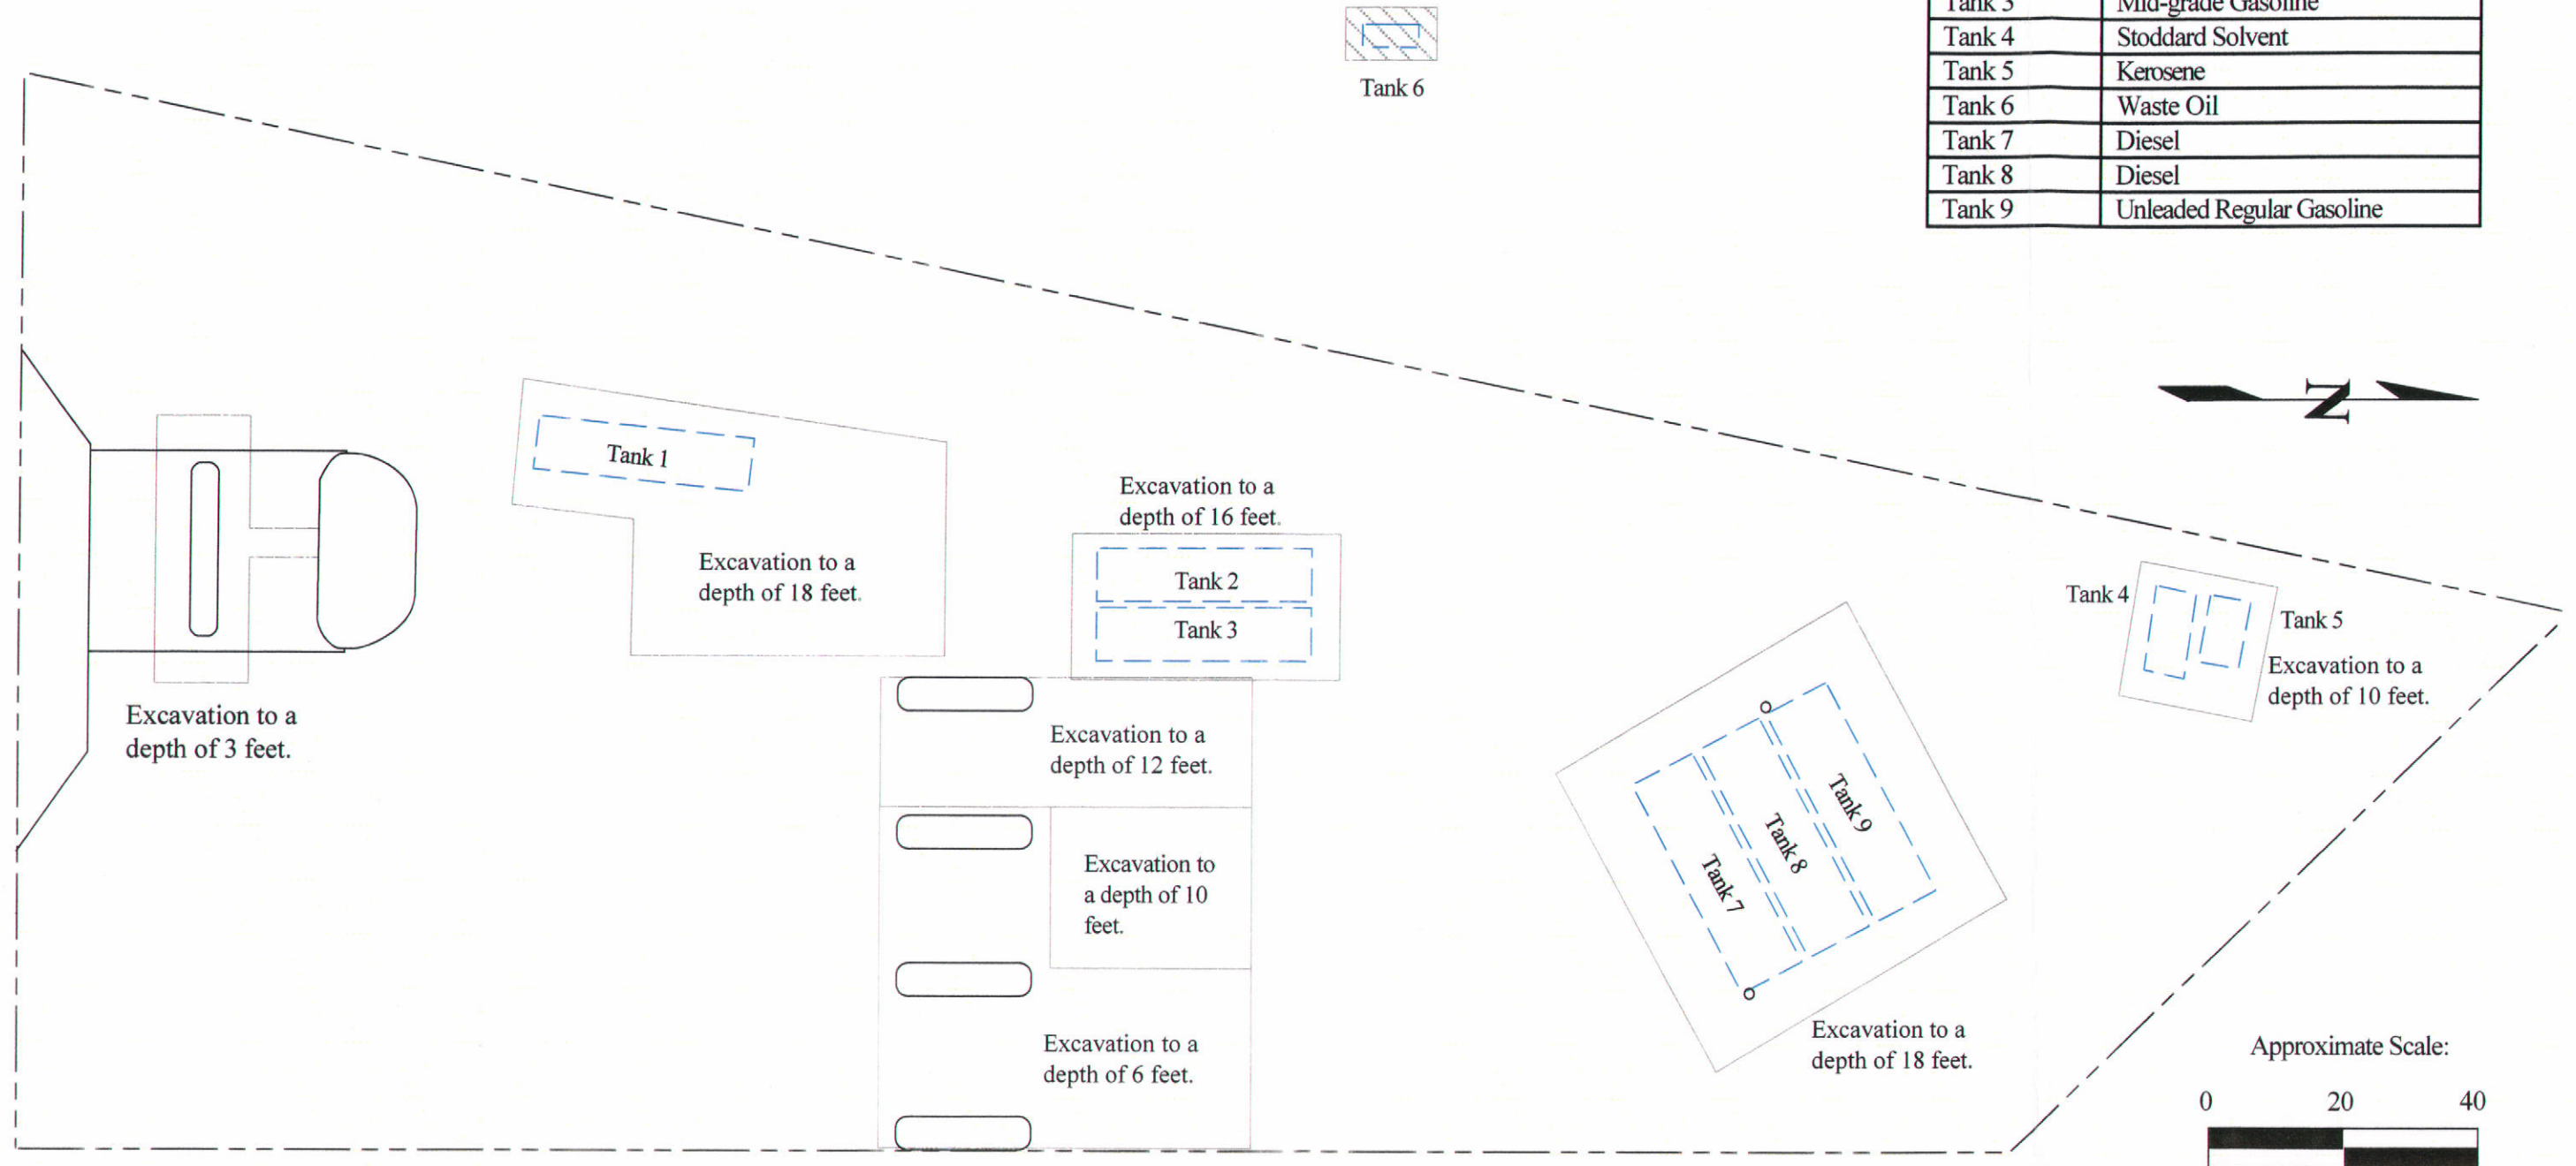 Tank 3 Mid-grade Gasoline
Tank 4 Stoddard Solvent
Tank 5 Kerosene
Tank 6 Waste Oil
Tank 7 Diesel
Tank 8 Diesel
Tank 9 Unleaded Regular Gasoline
Tank 6
N
Tank 1
Excavation to a
depth of 18 feet.
Excavation to a
depth of 16 feet.
Tank 2
Tank 3
Tank 4
Tank 5
Excavation to a
depth of 10 feet.
Excavation to a
depth of 3 feet.
Excavation to a
depth of 12 feet.
Excavation to
a depth of 10
feet.
Excavation to a
depth of 6 feet.
Tank 7
Tank 8
Tank 9
Excavation to a
depth of 18 feet.
Approximate Scale:
0 20 40